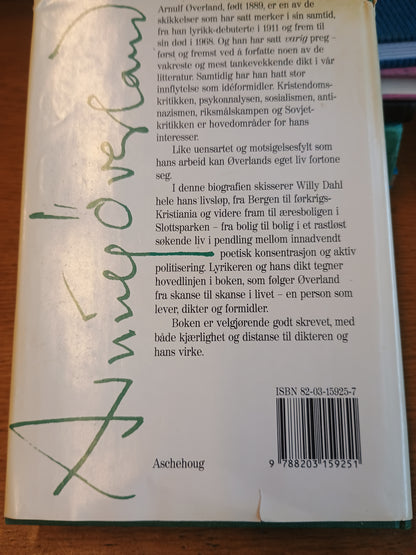 Arnulf Øverland
Arnulf Øverland, født 1889, er en av de
skikkelser som har satt merker i sin samtid,
fra han lyrikk-debuterte i 1911 og frem til
sin død i 1968. Og han har satt varig preg –
først og fremst ved å forfatte noen av de
vakreste og mest tankevekkende dikt i vår
litteratur. Samtidig har han hatt stor
innflytelse som idéformidler. Kristendoms-
kritikken, psykoanalysen, sosialismen, anti-
nazismen, riksmålskampen og Sovjet-
kritikken er hovedområder for hans
interesser.
Like uensartet og motsigelsesfylt som
hans arbeid kan Øverlands eget liv fortone
seg.
I denne biografien skisserer Willy Dahl
hele hans livsløp, fra Bergen til førkrigs-
Kristiania og videre fram til æresboligen i
Slottsparken – fra bolig til bolig i et rastløst
søkende liv i pendling mellom innadvendt
poetisk konsentrasjon og aktiv
politisering. Lyrikeren og hans dikt tegner
hovedlinjen i boken, som følger Øverland
fra skanse til skanse i livet – en person som
lever, dikter og formidler.
Boken er velgjørende godt skrevet, med
både kjærlighet og distanse til dikteren og
hans virke.
ISBN 82-03-15925-7
9 788203 159251
Aschehoug